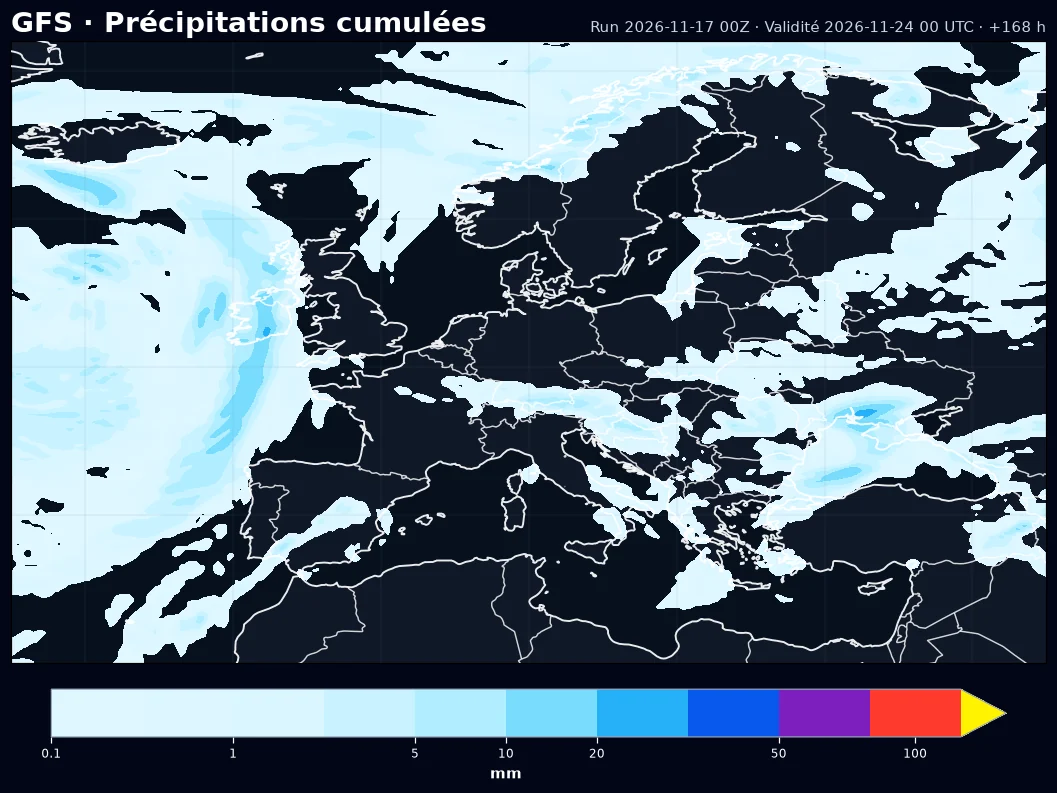 GFS · Précipitations cumulées
Run 2026-11-17 00Z · Validité 2026-11-24 00 UTC · +168 h
0.1 1 5 10 20 50 100
mm